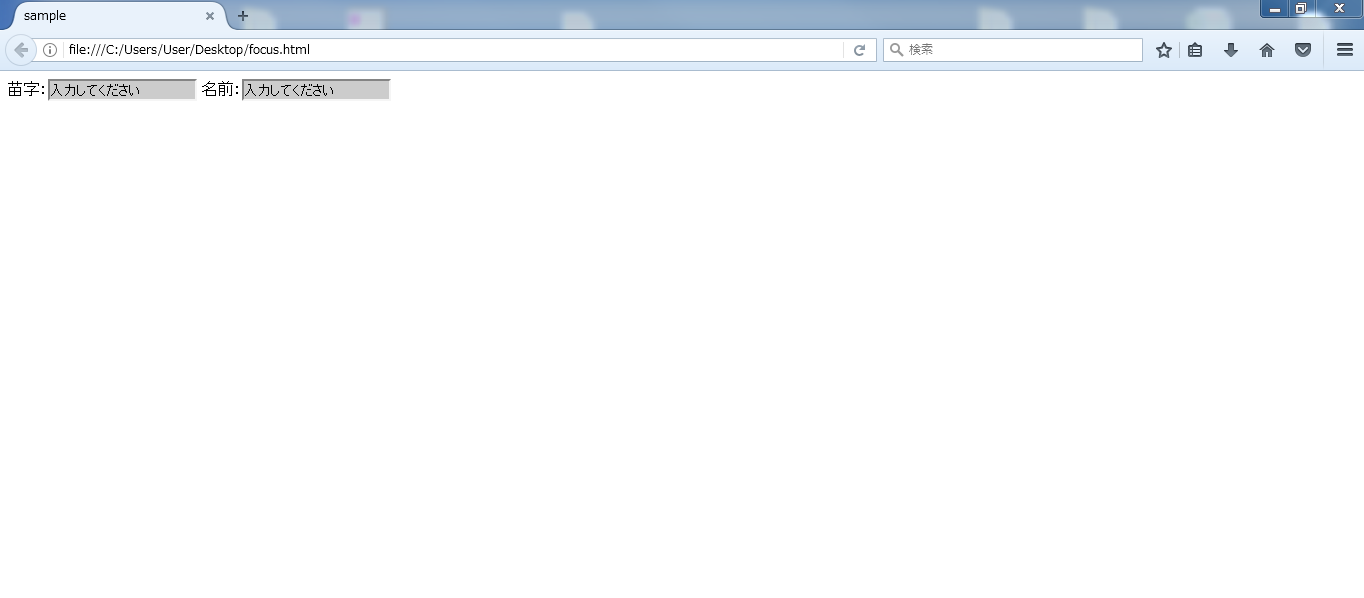 sample
file:///C:/Users/User/Desktop/focus.html
検索
苗字: 入力してください 名前: 入力してください